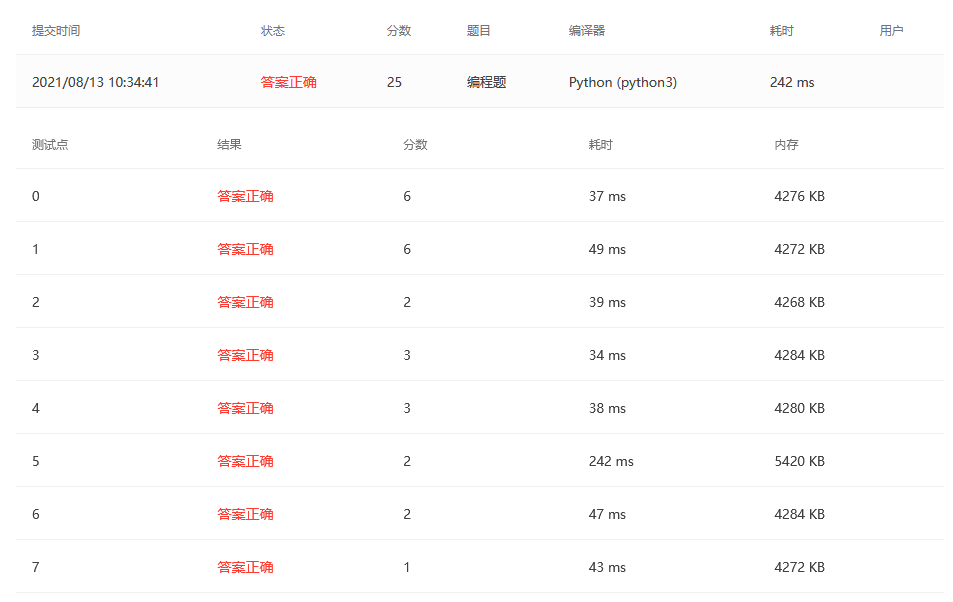 提交时间 状态 分数 题目 编译器 耗时 用户
2021/08/13 10:34:41 答案正确 25 编程题 Python (python3) 242 ms
测试点 结果 分数 耗时 内存
0 答案正确 6 37 ms 4276 KB
1 答案正确 6 49 ms 4272 KB
2 答案正确 2 39 ms 4268 KB
3 答案正确 3 34 ms 4284 KB
4 答案正确 3 38 ms 4280 KB
5 答案正确 2 242 ms 5420 KB
6 答案正确 2 47 ms 4284 KB
7 答案正确 1 43 ms 4272 KB